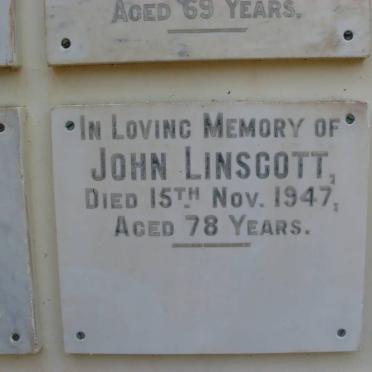 AGED 69 YEARS.
IN LOVING MEMORY OF
JOHN LINSCOTT,
DIED 15TH NOV. 1947,
AGED 78 YEARS.